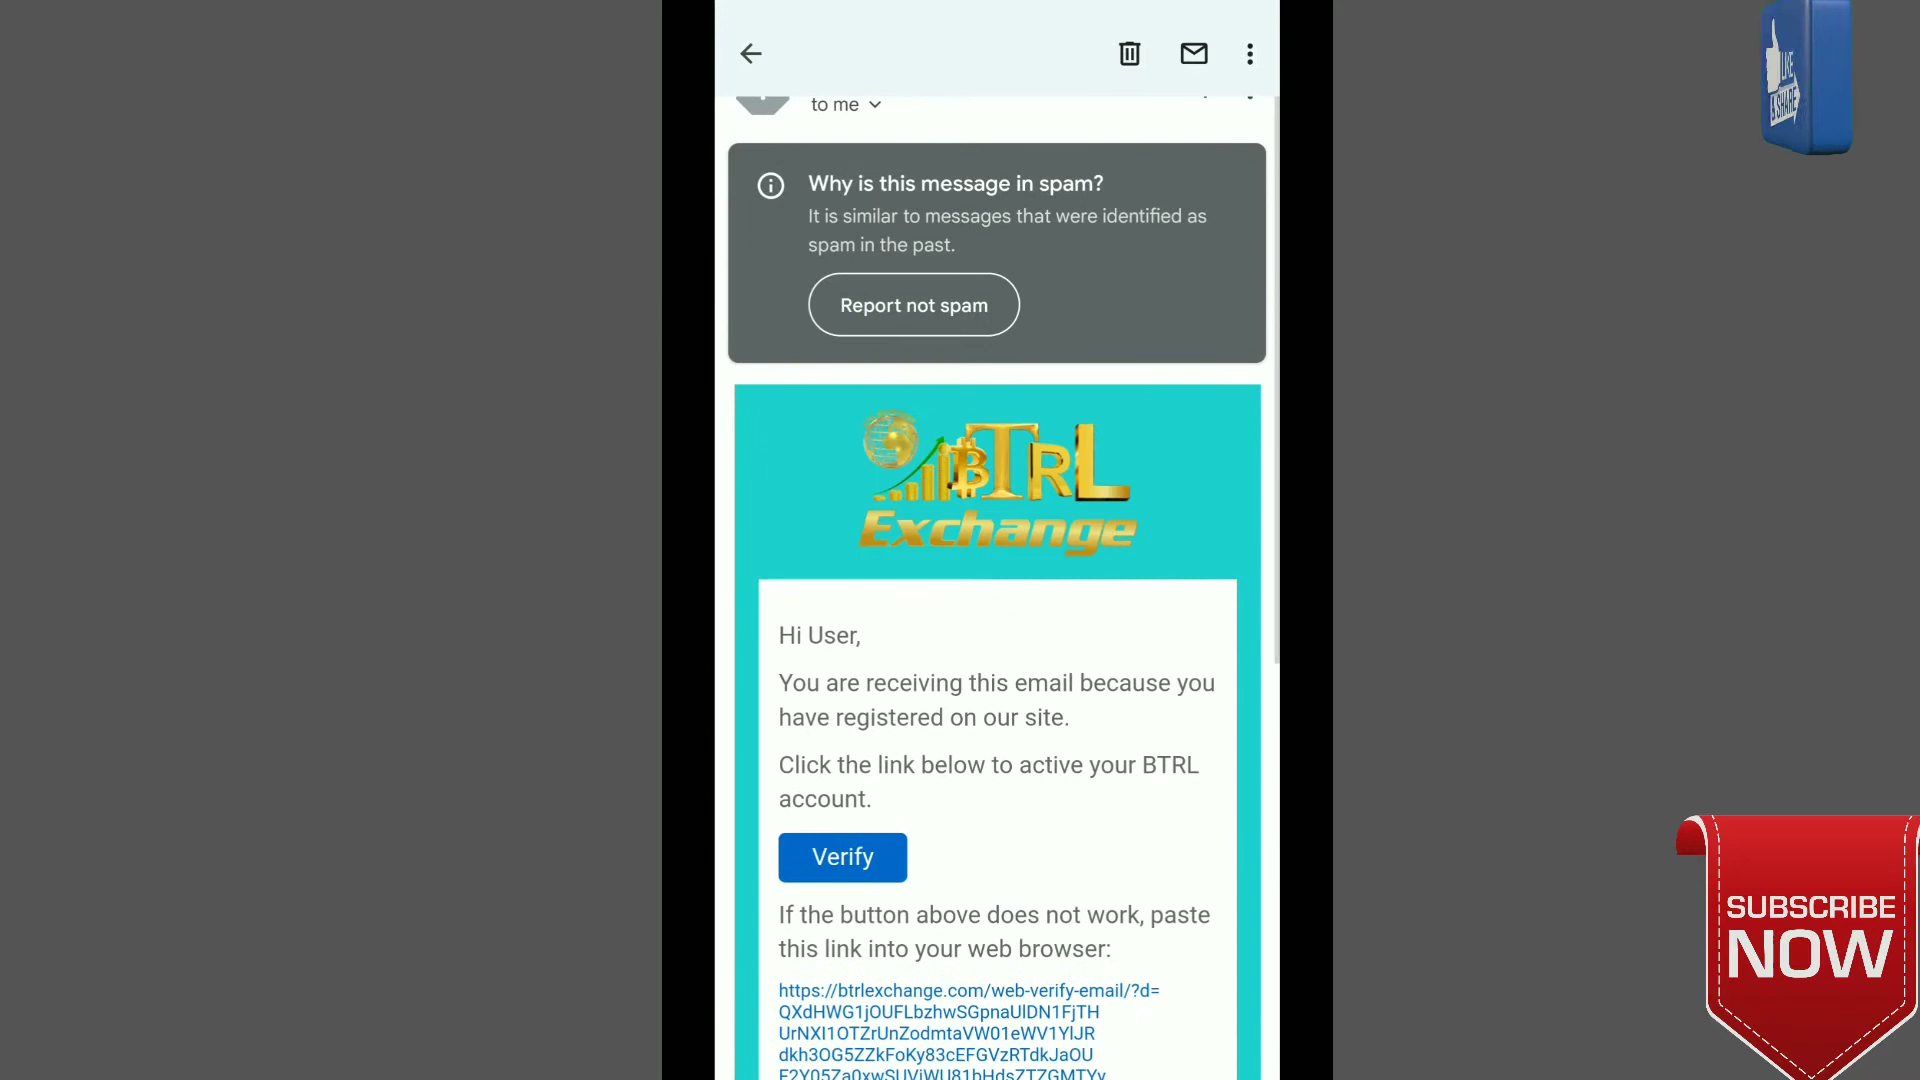 LIKE
& SHARE
to me
Why is this message in spam?
It is similar to messages that were identified as
spam in the past.
Report not spam
BTRL
Exchange
Hi User,
You are receiving this email because you
have registered on our site.
Click the link below to active your BTRL
account.
Verify
If the button above does not work, paste
this link into your web browser:
https://btrlexchange.com/web-verify-email/?d=
QXdHWG1jOUFLbzhwSGpnaUlDN1FjTH
UrNXI1OTZrUnZodmtaVW01eWV1YlJR
dkh3OG5ZZkFoKy83cEFGVzRTdkJaOU
SUBSCRIBE
NOW